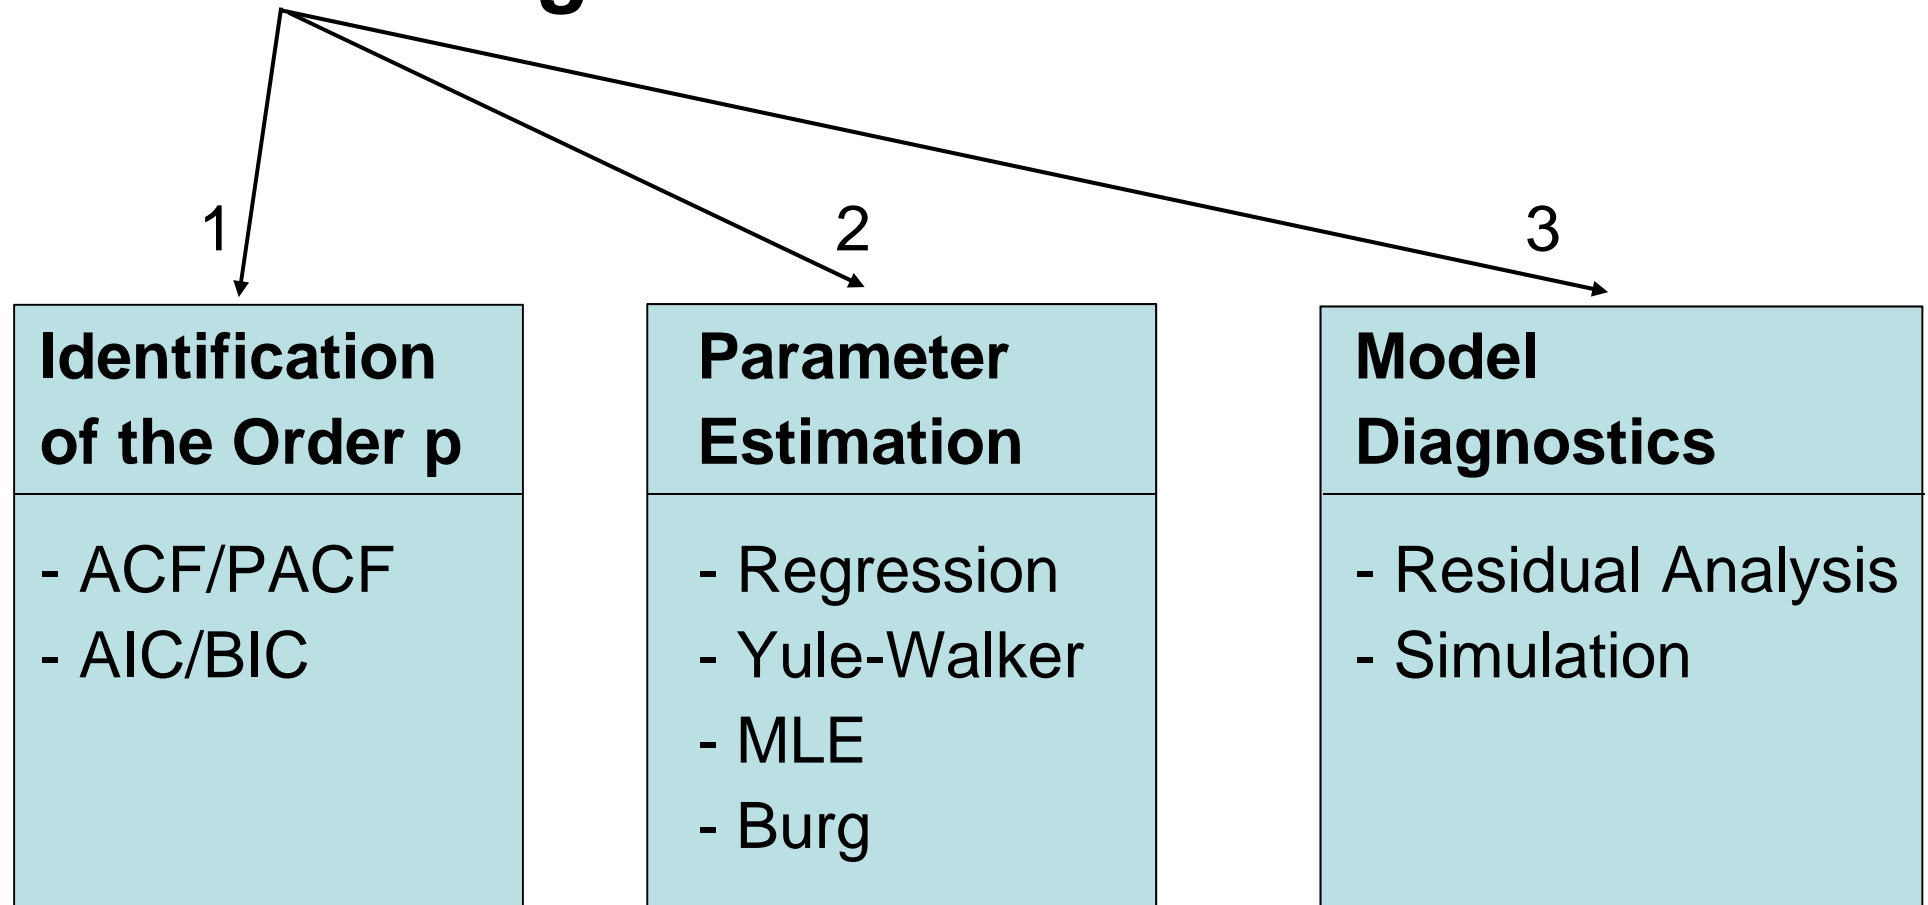 1
2
3
Identification
of the Order p
- ACF/PACF
- AIC/BIC
Parameter
Estimation
- Regression
- Yule-Walker
- MLE
- Burg
Model
Diagnostics
- Residual Analysis
- Simulation